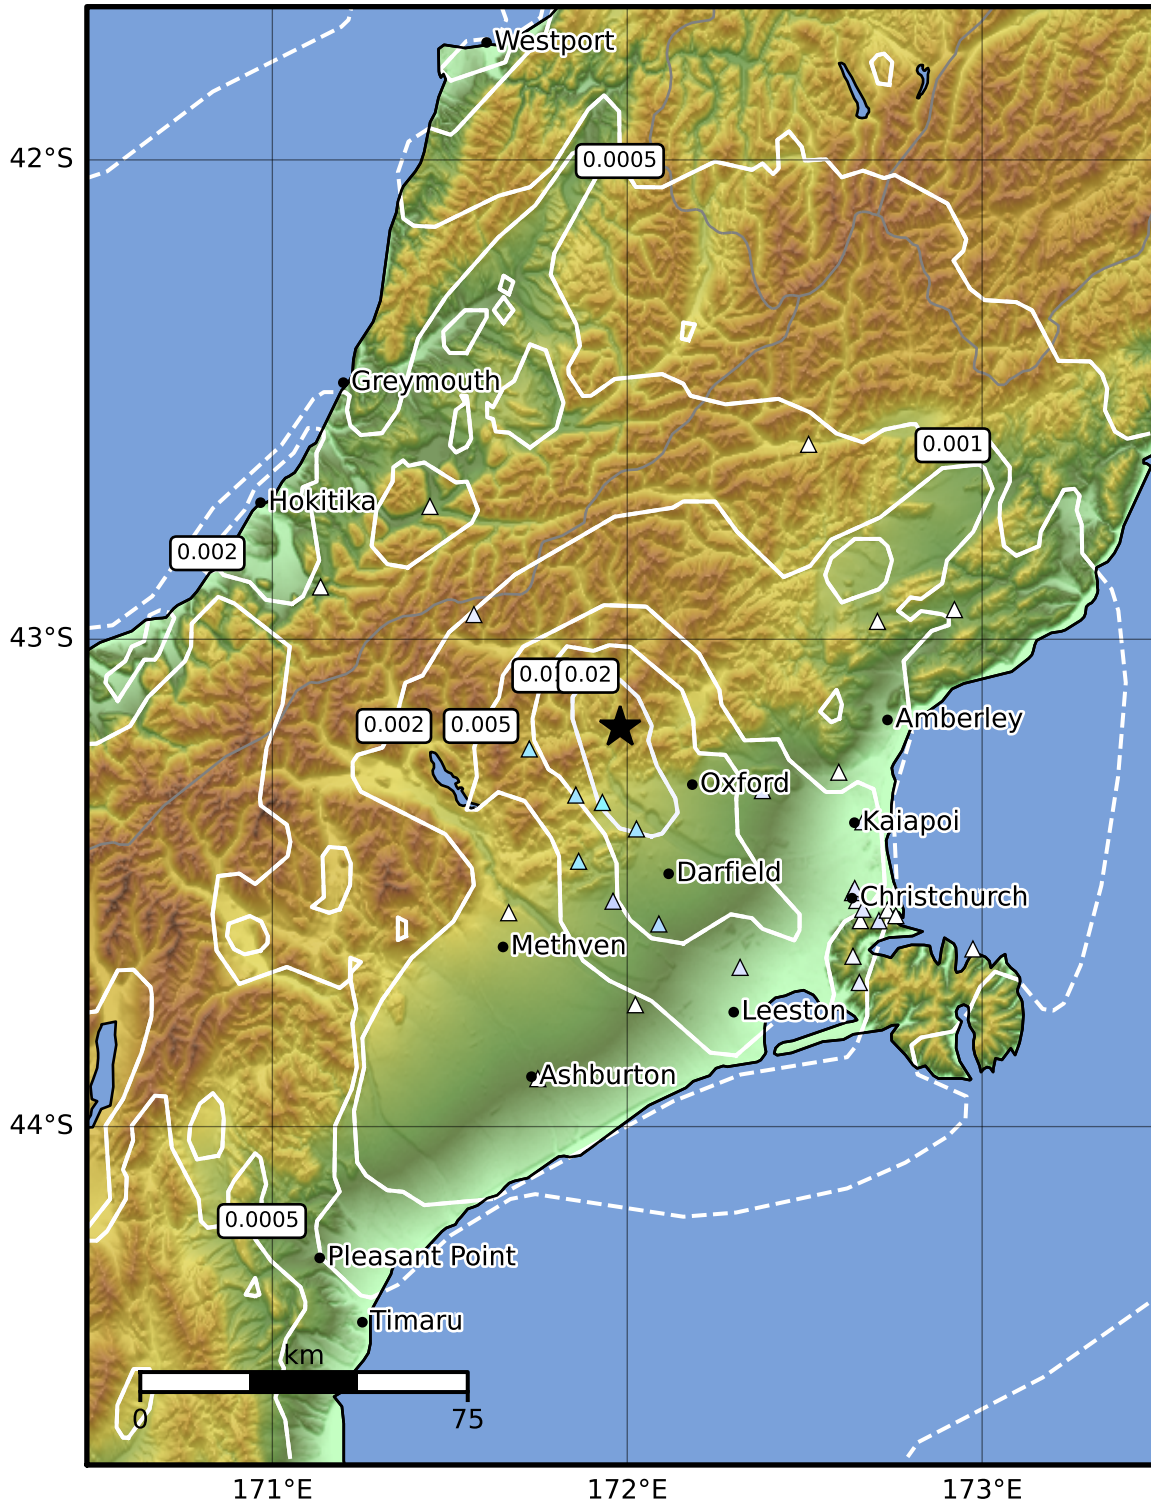 Westport
42°S
0.0005
Greymouth
0.001
Hokitika
0.002
43°S
0.02
0.002
0.005
Amberley
Oxford
Kaiapoi
Darfield
Christchurch
Methven
Leeston
Ashburton
44°S
0.0005
Pleasant Point
Timaru
km
0
75
171°E
172°E
173°E